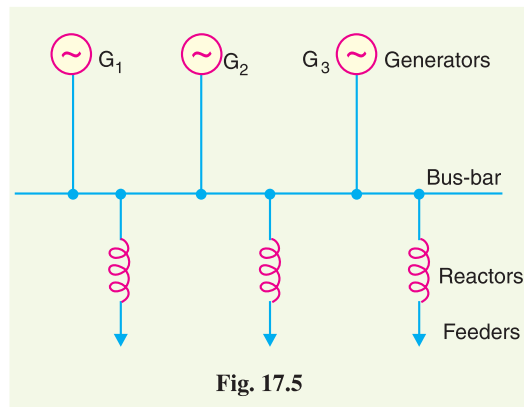 G1
G2
G3 Generators
Bus-bar
Reactors
Feeders
Fig. 17.5